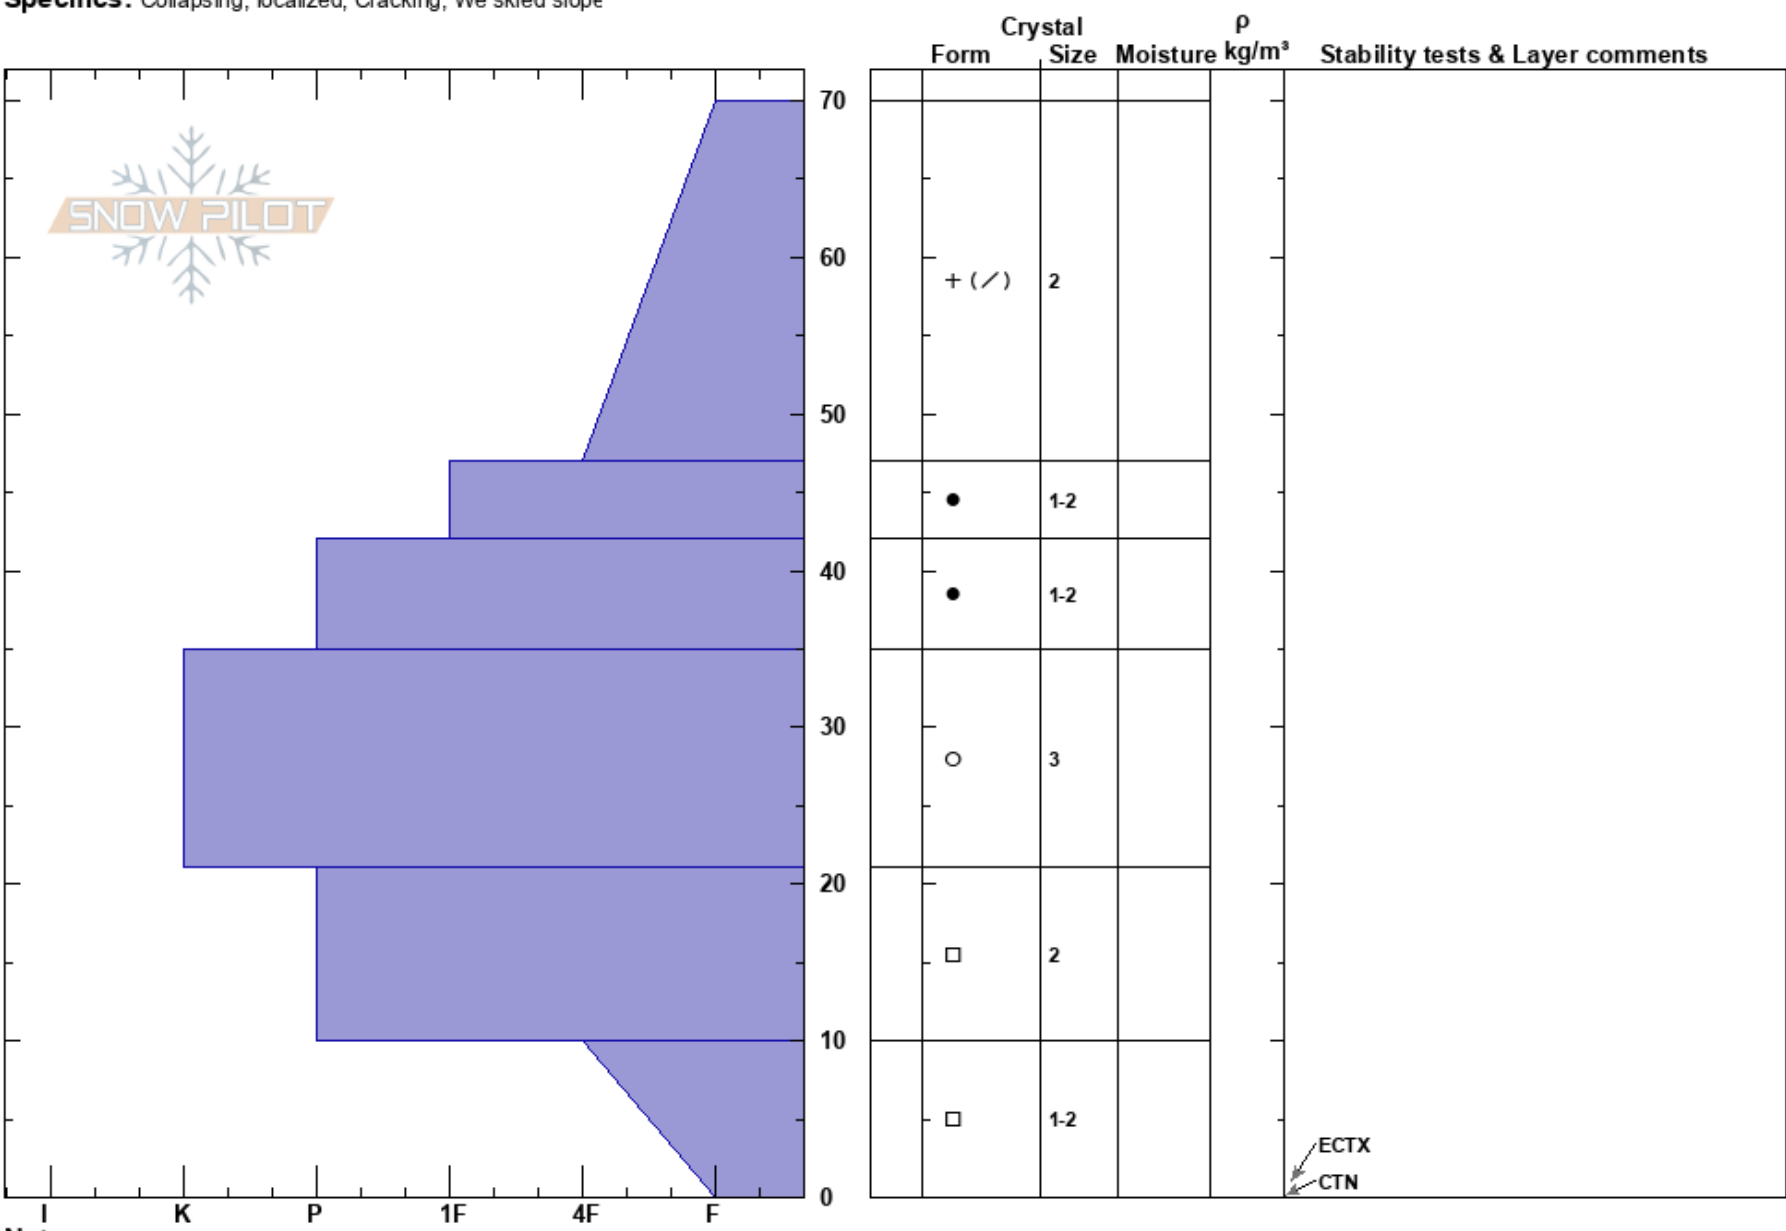 Specifics: Collapsing, localized, Cracking, We skied slope
Crystal ρ
Form Size Moisture kg/m³ Stability tests & Layer comments
70
SNOW PILOT
60
+ (/) 2
50
● 1-2
40
● 1-2
30
○ 3
20
□ 2
10
□ 1-2
ECTX
CTN
0
I K P 1F 4F F